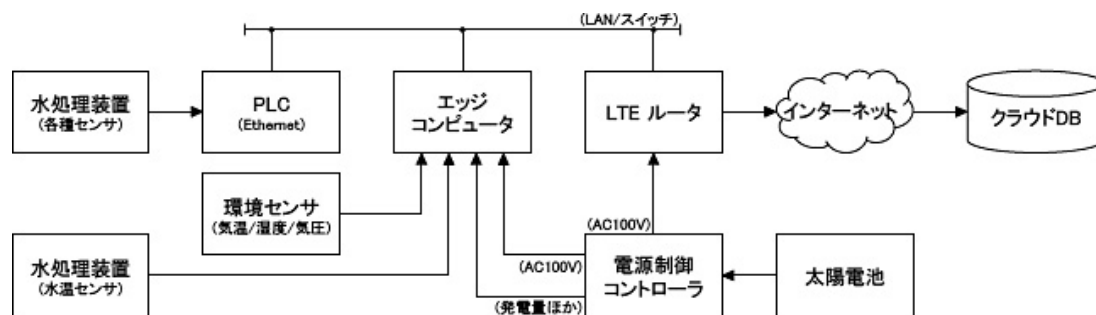 (LAN/スイッチ)
水処理装置
(各種センサ)
PLC
(Ethernet)
エッジ
コンピュータ
LTE ルータ
インターネット
クラウドDB
環境センサ
(気温/湿度/気圧)
(AC100V)
水処理装置
(水温センサ)
(AC100V)
(発電量ほか)
電源制御
コントローラ
太陽電池